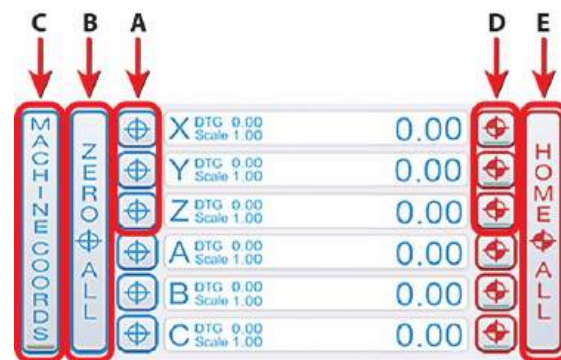 C B A D E
MACHINE COORDS
ZERO ALL
X DTG 0.00 Scale 1.00 0.00
Y DTG 0.00 Scale 1.00 0.00
Z DTG 0.00 Scale 1.00 0.00
A DTG 0.00 Scale 1.00 0.00
B DTG 0.00 Scale 1.00 0.00
C DTG 0.00 Scale 1.00 0.00
HOME ALL